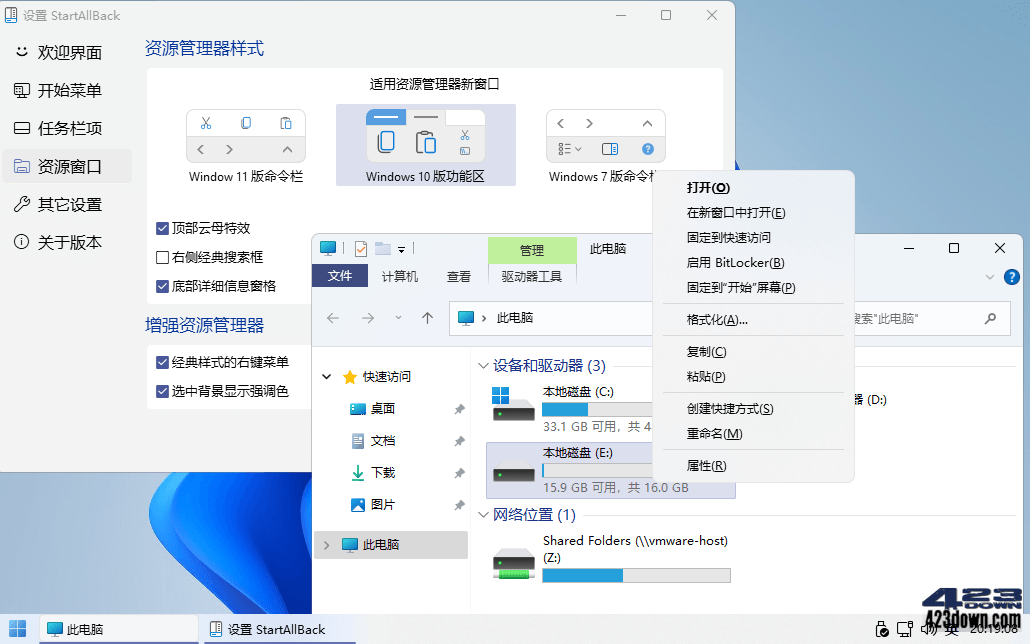 设置 StartAllBack
欢迎界面
开始菜单
任务栏项
资源窗口
其它设置
关于版本
资源管理器样式
适用资源管理器新窗口
Window 11 版命令栏
Windows 10 版功能区
Windows 7 版命令
顶部云母特效
右侧经典搜索框
底部详细信息窗格
增强资源管理器
经典样式的右键菜单
选中背景显示强调色
管理
此电脑
文件
计算机
查看
驱动器工具
此电脑
搜索"此电脑"
快速访问
桌面
文档
下载
图片
此电脑
设备和驱动器 (3)
本地磁盘 (C:)
33.1 GB 可用，共 4
器 (D:)
本地磁盘 (E:)
15.9 GB 可用，共 16.0 GB
网络位置 (1)
Shared Folders (\\vmware-host)
(Z:)
打开(O)
在新窗口中打开(E)
固定到快速访问
启用 BitLocker(B)
固定到"开始"屏幕(P)
格式化(A)...
复制(C)
粘贴(P)
创建快捷方式(S)
重命名(M)
属性(R)
此电脑
设置 StartAllBack
英
20:19:08
423DOWN
423down.com